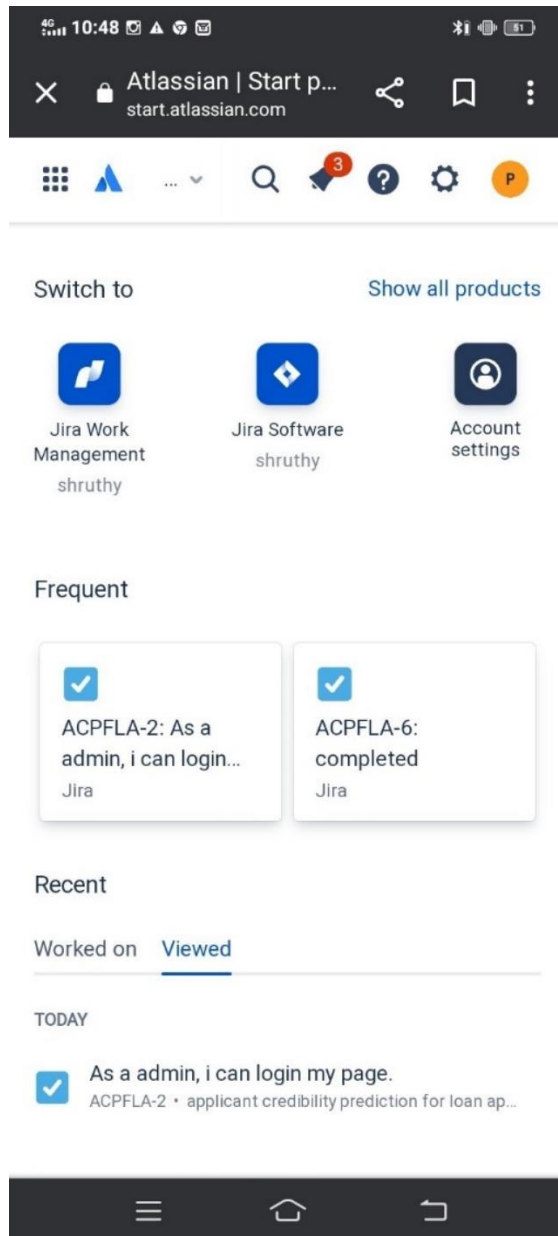 4G 10:48 51
Atlassian | Start p...
start.atlassian.com
... 3 ? P
Switch to Show all products
Jira Work
Management
shruthy
Jira Software
shruthy
Account
settings
Frequent
ACPFLA-2: As a
admin, i can login...
Jira
ACPFLA-6:
completed
Jira
Recent
Worked on Viewed
TODAY
As a admin, i can login my page.
ACPFLA-2 • applicant credibility prediction for loan ap...